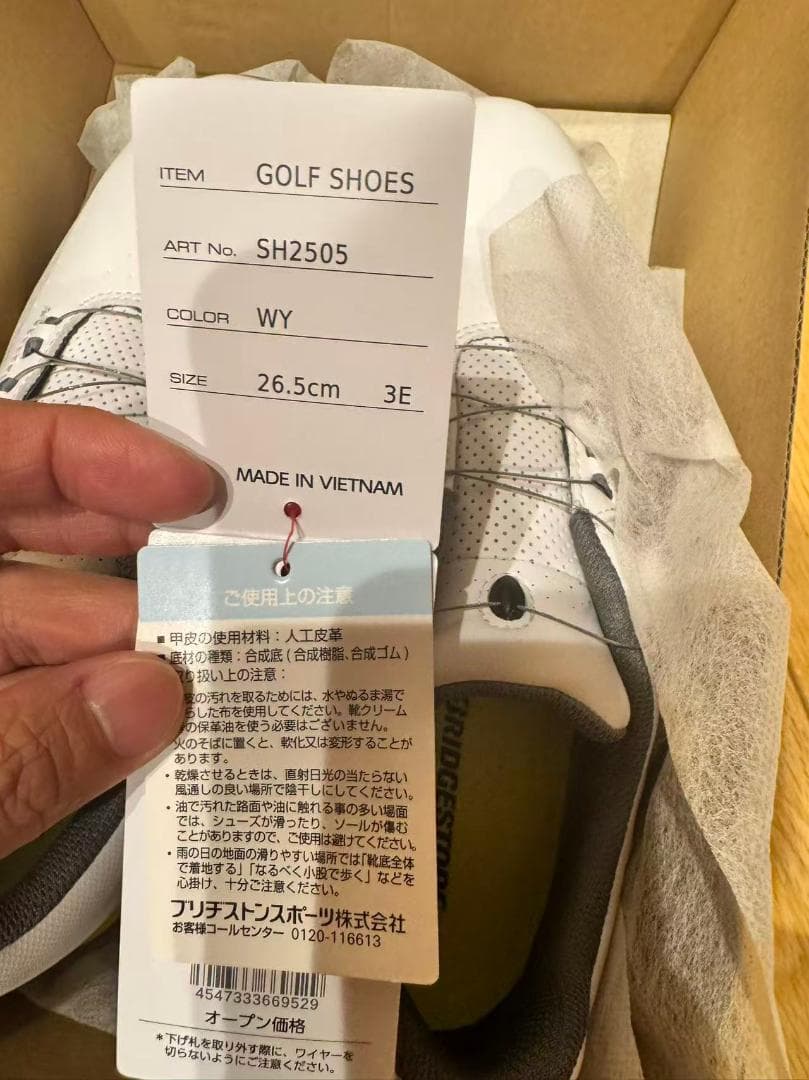 ITEM GOLF SHOES
ART No. SH2505
COLOR WY
SIZE 26.5cm 3E
MADE IN VIETNAM
ご使用上の注意
■ 甲皮の使用材料：人工皮革
■ 底材の種類：合成底（合成樹脂、合成ゴム）
り扱い上の注意：
皮の汚れを取るためには、水やぬるま湯で
らした布を使用してください。靴クリーム
の保革油を使う必要はございません。
火のそばに置くと、軟化又は変形することが
あります。
・乾燥させるときは、直射日光の当たらない
風通しの良い場所で陰干しにしてください。
・油で汚れた路面や油に触れる事の多い場面
では、シューズが滑ったり、ソールが傷む
ことがありますので、ご使用は避けてください。
・雨の日の地面の滑りやすい場所では「靴底全体
で着地する」「なるべく小股で歩く」などを
心掛け、十分ご注意ください。
ブリヂストンスポーツ株式会社
お客様コールセンター 0120-116613
4547333669529
オープン価格
*下げ札を取り外す際に、ワイヤーを
切らないようにご注意ください。
BRIDGESTONE